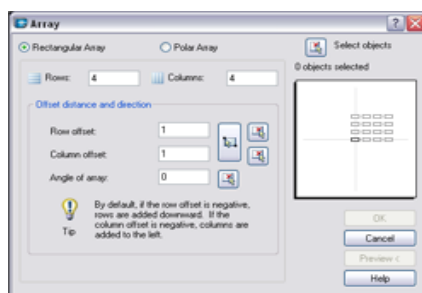 Array
Rectangular Array
Polar Array
Select objects
0 objects selected
Rows: 4
Columns: 4
Offset distance and direction
Row offset: 1
Column offset: 1
Angle of array: 0
Tip
By default, if the row offset is negative,
rows are added downward. If the
column offset is negative, columns are
added to the left.
OK
Cancel
Preview <
Help